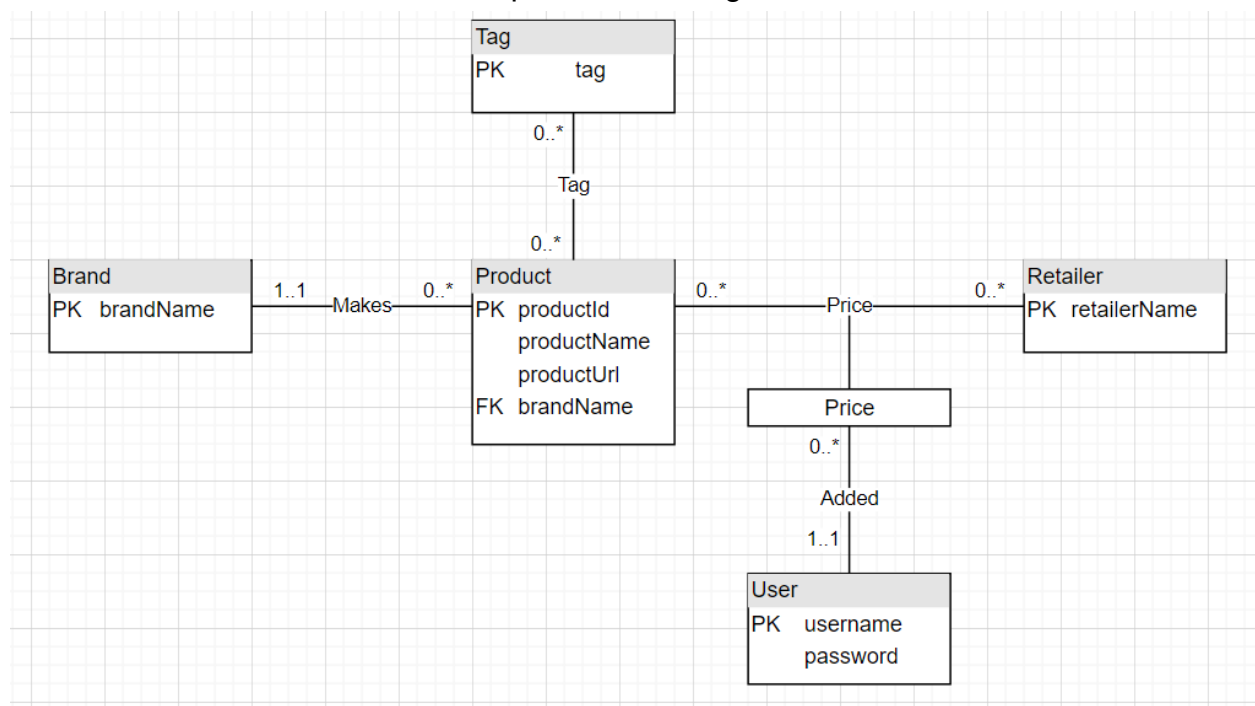 Tag
PK tag
0..*
Tag
0..*
Brand
PK brandName
1..1
Makes
0..*
Product
PK productId
productName
productUrl
FK brandName
0..*
Price
0..*
Retailer
PK retailerName
Price
0..*
Added
1..1
User
PK username
password